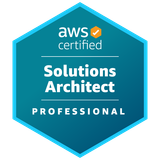 aws
certified
Solutions
Architect
PROFESSIONAL